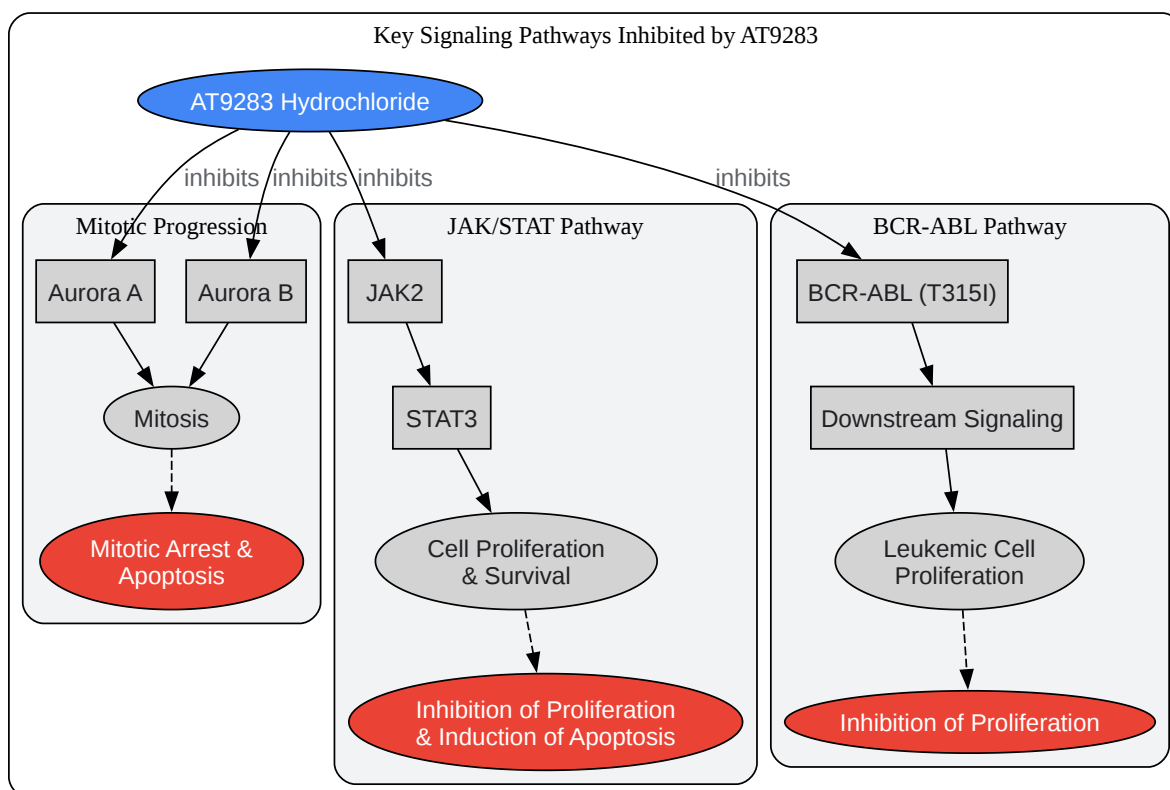 Key Signaling Pathways Inhibited by AT9283
AT9283 Hydrochloride
inhibits
inhibits
inhibits
inhibits
Mitotic Progression
JAK/STAT Pathway
BCR-ABL Pathway
Aurora A
Aurora B
JAK2
BCR-ABL (T315I)
Mitosis
STAT3
Downstream Signaling
Mitotic Arrest &
Apoptosis
Cell Proliferation
& Survival
Leukemic Cell
Proliferation
Inhibition of Proliferation
& Induction of Apoptosis
Inhibition of Proliferation